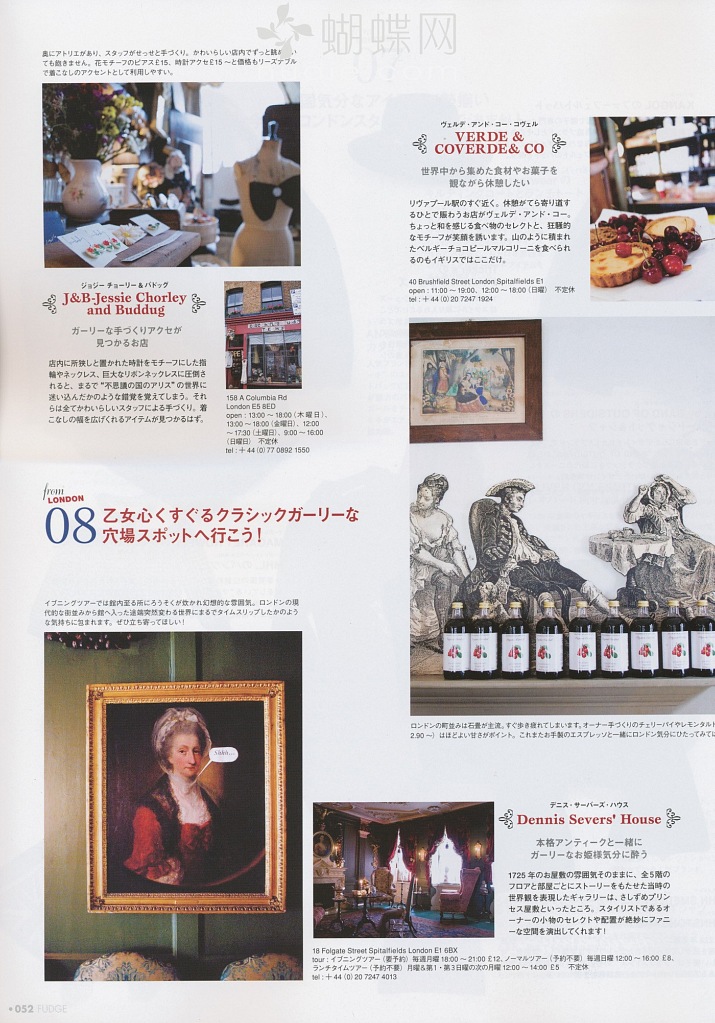 蝴蝶网
奥にアトリエがあり、スタッフがせっせと手づくり。かわいらしい店内でずっと眺めてい
ても飽きません。花モチーフのピアス£15、時計アクセ£15 〜と価格もリーズナブル
で着こなしのアクセントとして利用しやすい。
ジョジー チョーリー & バドッグ
J&B-Jessie Chorley
and Buddug
ガーリーな手づくりアクセが
見つかるお店
店内に所狭しと置かれた時計をモチーフにした指
輪やネックレス、巨大なリボンネックレスに圧倒さ
れると、まるで“不思議の国のアリス”の世界に
迷い込んだかのような錯覚を覚えてしまう。それ
らは全てかわいらしいスタッフによる手づくり。着
こなしの幅を広げてくれるアイテムが見つかるはず。
158 A Columbia Rd
London E5 8ED
open : 13:00 〜 18:00 (木曜日)、
13:00 〜 18:00 (金曜日)、12:00
〜 17:30 (土曜日)、9:00 〜 16:00
(日曜日) 不定休
tel : + 44 (0) 77 0892 1550
ヴェルデ・アンド・コー・コヴェル
VERDE &
COVERDE& CO
世界中から集めた食材やお菓子を
観ながら休憩したい
リヴァプール駅のすぐ近く。休憩がてら寄り道す
るひとで賑わうお店がヴェルデ・アンド・コー。
ちょっと和を感じる食べ物のセレクトと、狂騒的
なモチーフが笑顔を誘います。山のように積まれ
たベルギーチョコピールマルコリーニを食べられ
るのもイギリスではここだけ。
40 Brushfield Street London Spitalfields E1
open : 11:00 〜 19:00、12:00 〜 18:00 (日曜) 不定休
tel : + 44 (0) 20 7247 1924
from
LONDON
08
乙女心くすぐるクラシックガーリーな
穴場スポットへ行こう!
イブニングツアーでは館内至る所にろうそくが炊かれ幻想的な雰囲気。ロンドンの現
代的な街並みから館へ入った途端突然変わる世界にまるでタイムスリップしたかのよう
な気持ちに包まれます。ぜひ立ち寄ってほしい!
Shhh...
ロンドンの町並みは石畳が主流。すぐ歩き疲れてしまいます。オーナー手づくりのチェリーパイやレモンタルト
2.90 〜) はほどよい甘さがポイント。これまたお手製のエスプレッソと一緒にロンドン気分にひたってみては
デニス・サーバーズ・ハウス
Dennis Severs' House
本格アンティークと一緒に
ガーリーなお姫様気分に酔う
1725 年のお屋敷の雰囲気そのままに、全5階の
フロアと部屋ごとにストーリーをもたせた当時の
世界観を表現したギャラリーは、さしずめプリン
セス屋敷といったところ。スタイリストであるオ
ーナーの小物のセレクトや配置が絶妙にファニ
ーな空間を演出してくれます!
18 Folgate Street Spitalfields London E1 6BX
tour : イブニングツアー (要予約) 毎週月曜 18:00 〜 21:00 £12、ノーマルツアー (予約不要) 毎週日曜 12:00 〜 16:00 £8、
ランチタイムツアー (予約不要) 月曜&第1・第3日曜の次の月曜 12:00 〜 14:00 £5 不定休
tel : + 44 (0) 20 7247 4013
052 FUDGE